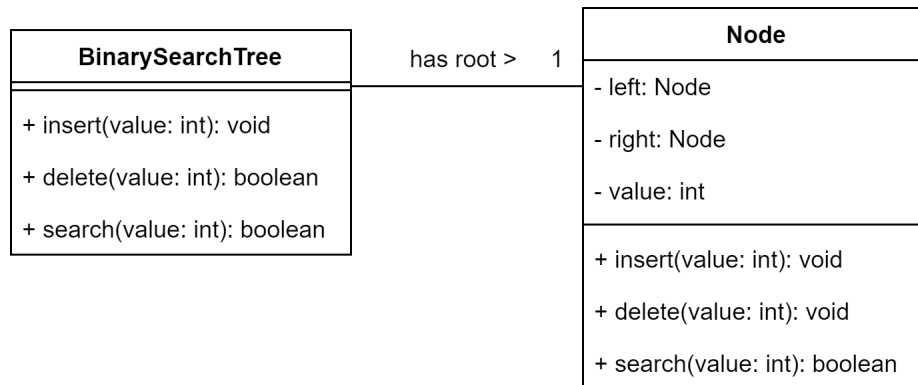 BinarySearchTree
+ insert(value: int): void
+ delete(value: int): boolean
+ search(value: int): boolean
has root > 1
Node
- left: Node
- right: Node
- value: int
+ insert(value: int): void
+ delete(value: int): void
+ search(value: int): boolean